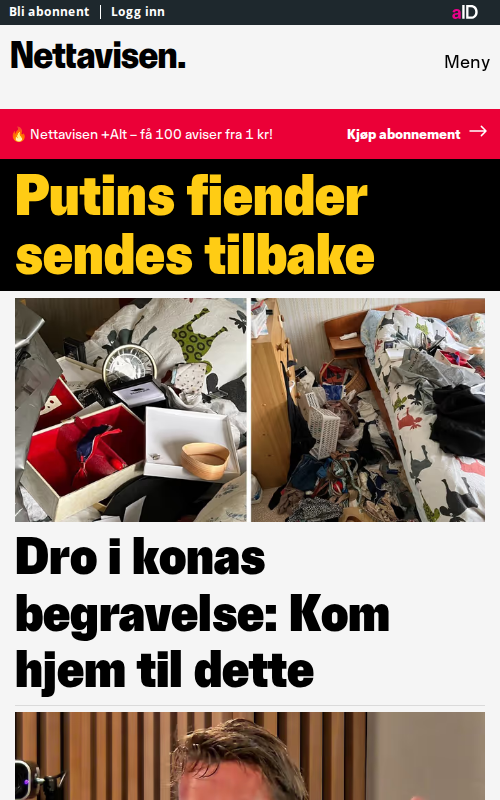 Bli abonnent | Logg inn
aID
Nettavisen.
Meny
🔥 Nettavisen +Alt – få 100 aviser fra 1 kr!
Kjøp abonnement →
Putins fiender
sendes tilbake
Dro i konas
begravelse: Kom
hjem til dette